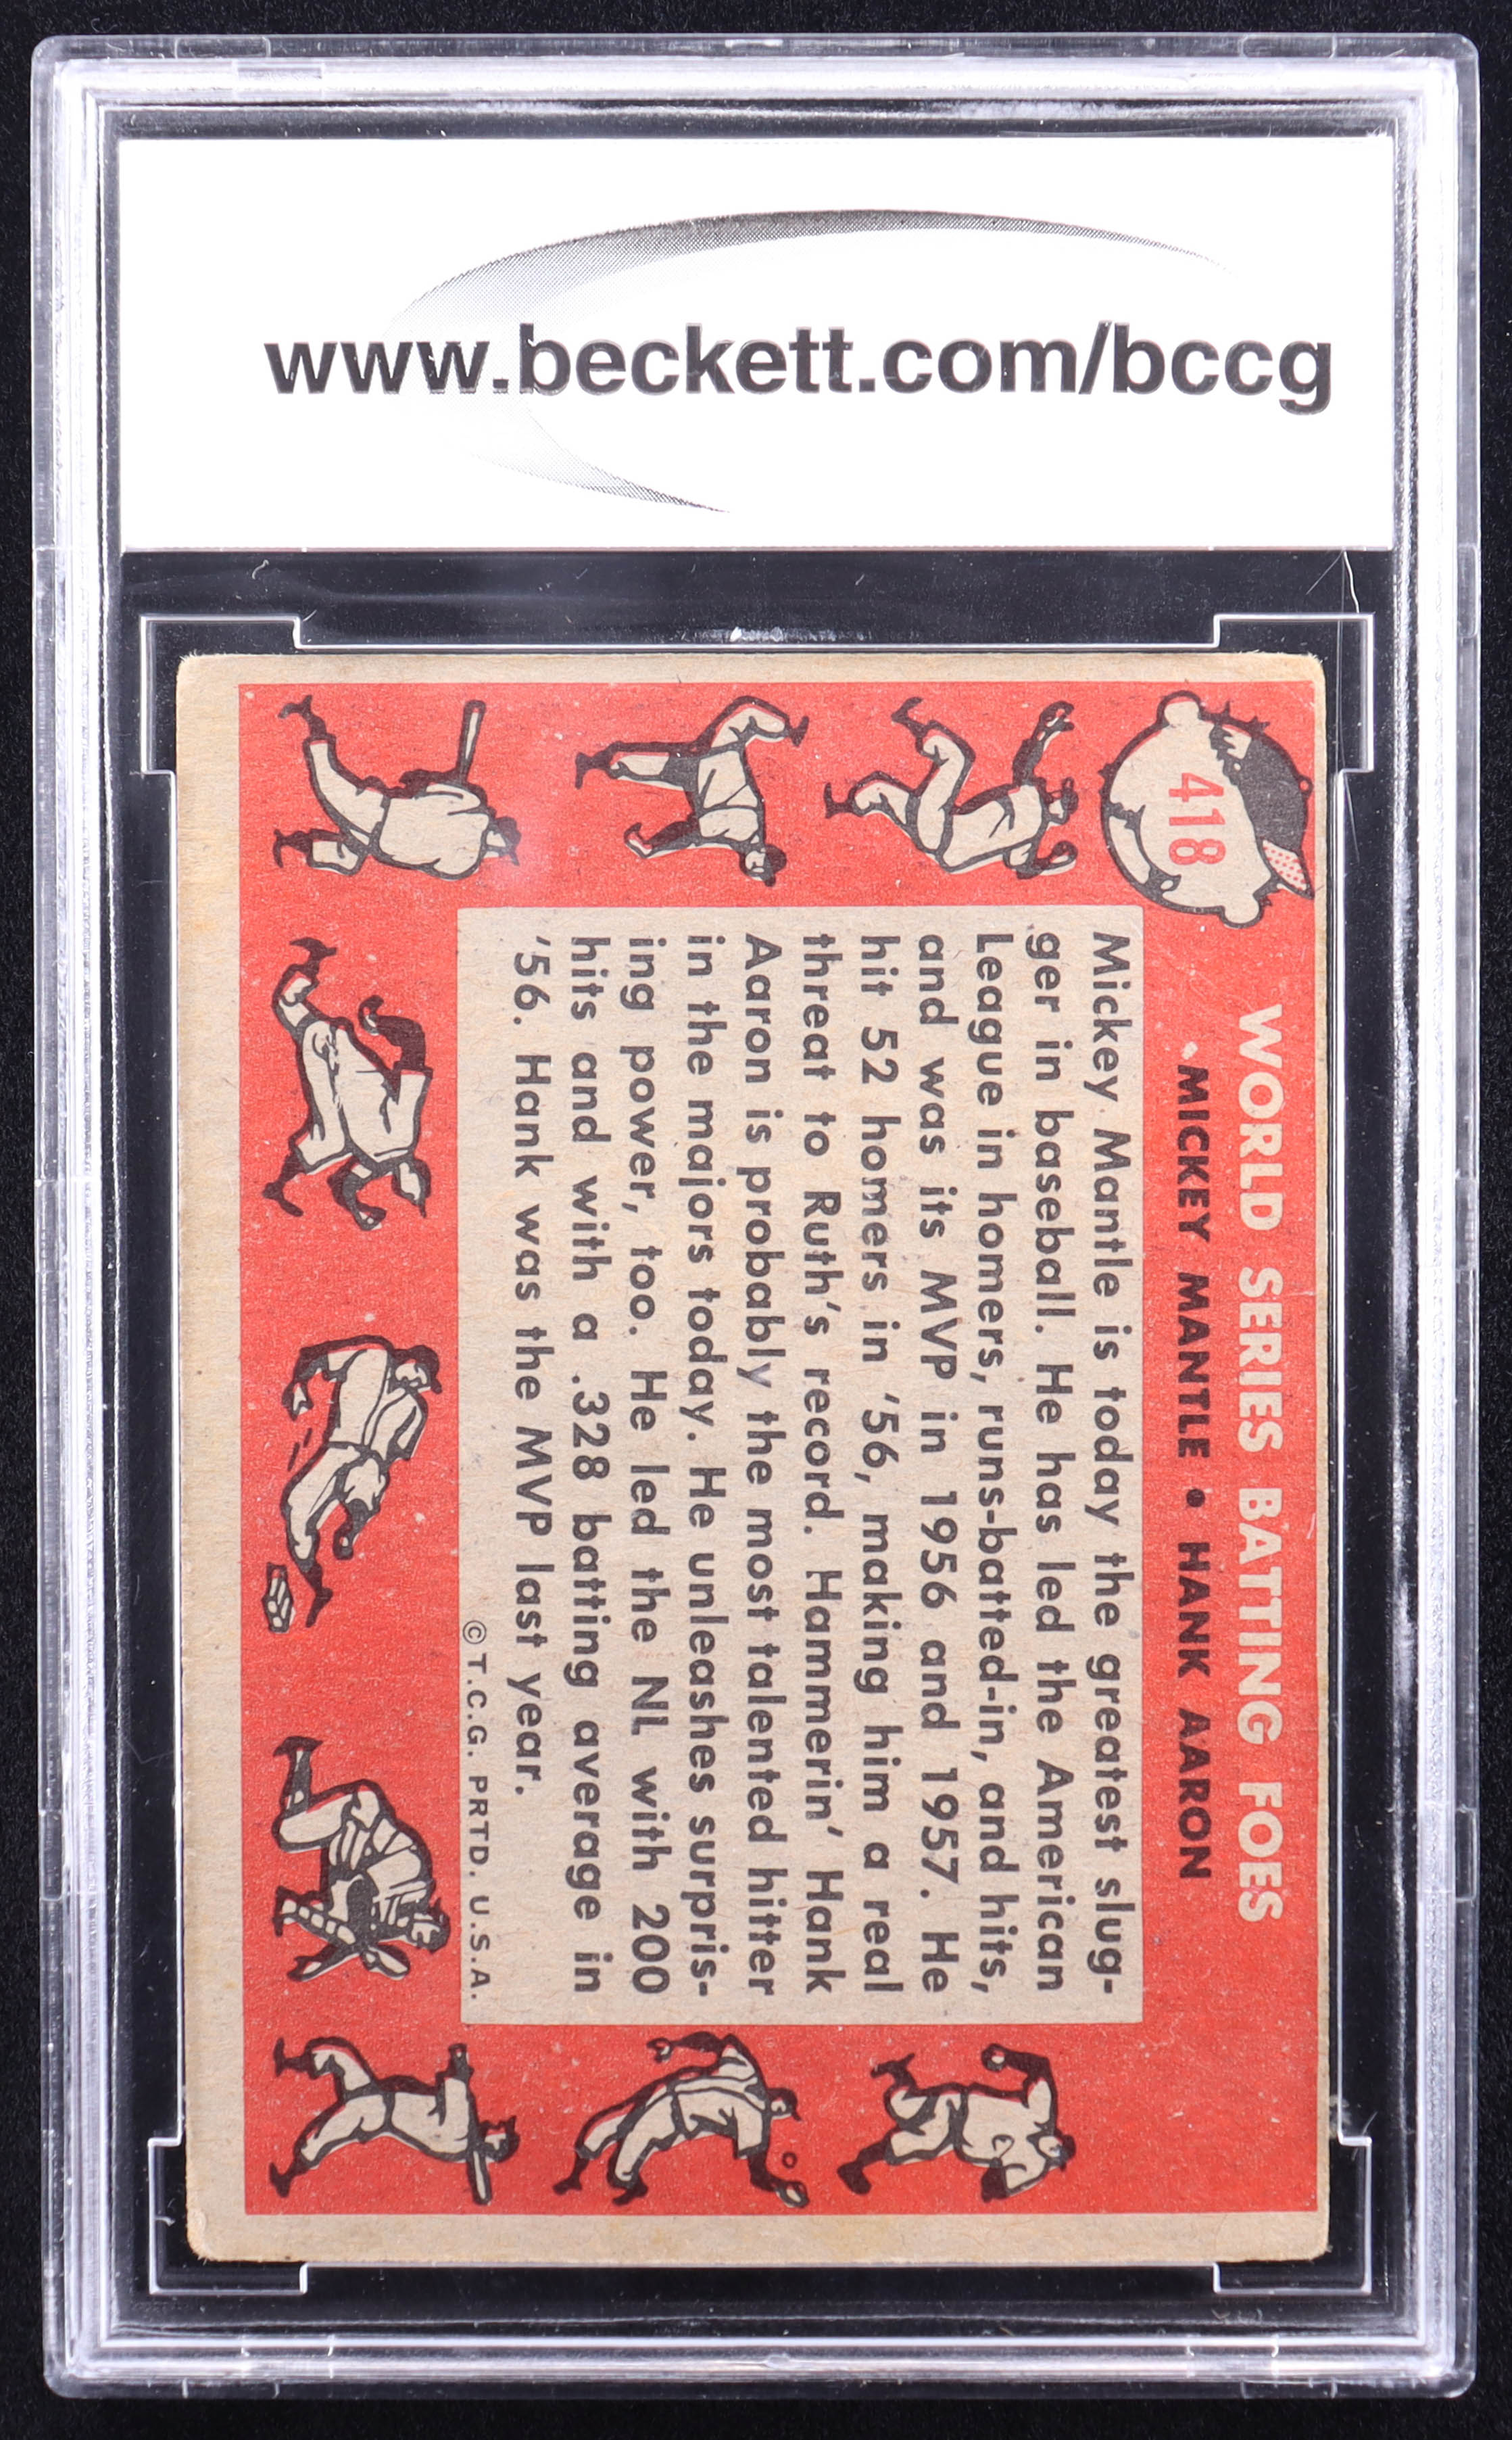 www.beckett.com/bccg
418
WORLD SERIES BATTING FOES
MICKEY MANTLE • HANK AARON
Mickey Mantle is today the greatest slug-
ger in baseball. He has led the American
League in homers, runs-batted-in, and hits,
and was its MVP in 1956 and 1957. He
hit 52 homers in '56, making him a real
threat to Ruth's record. Hammerin' Hank
Aaron is probably the most talented hitter
in the majors today. He unleashes surpris-
ing power, too. He led the NL with 200
hits and with a .328 batting average in
'56. Hank was the MVP last year.
© T.C.G. PRTD. U.S.A.